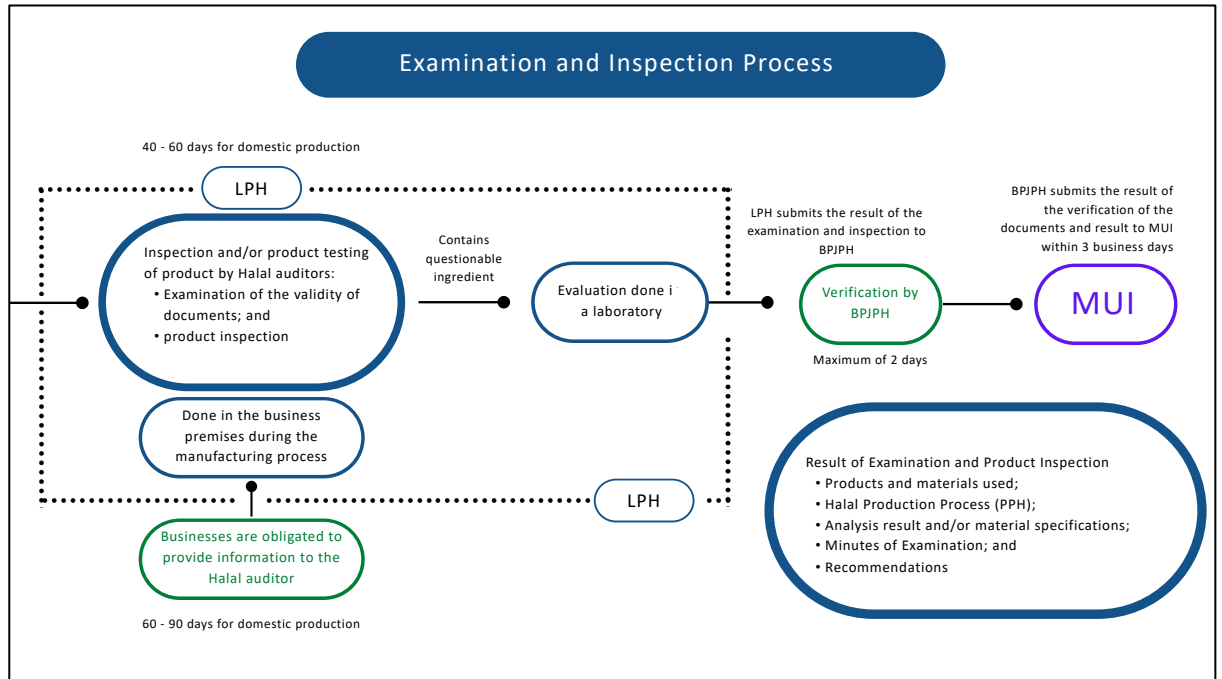 Examination and Inspection Process
40 - 60 days for domestic production
LPH
Inspection and/or product testing
of product by Halal auditors:
• Examination of the validity of
documents; and
• product inspection
Contains
questionable
ingredient
Evaluation done i
a laboratory
LPH submits the result of the
examination and inspection to
BPJPH
Verification by
BPJPH
Maximum of 2 days
BPJPH submits the result of
the verification of the
documents and result to MUI
within 3 business days
MUI
Done in the business
premises during the
manufacturing process
LPH
Businesses are obligated to
provide information to the
Halal auditor
60 - 90 days for domestic production
Result of Examination and Product Inspection
• Products and materials used;
• Halal Production Process (PPH);
• Analysis result and/or material specifications;
• Minutes of Examination; and
• Recommendations